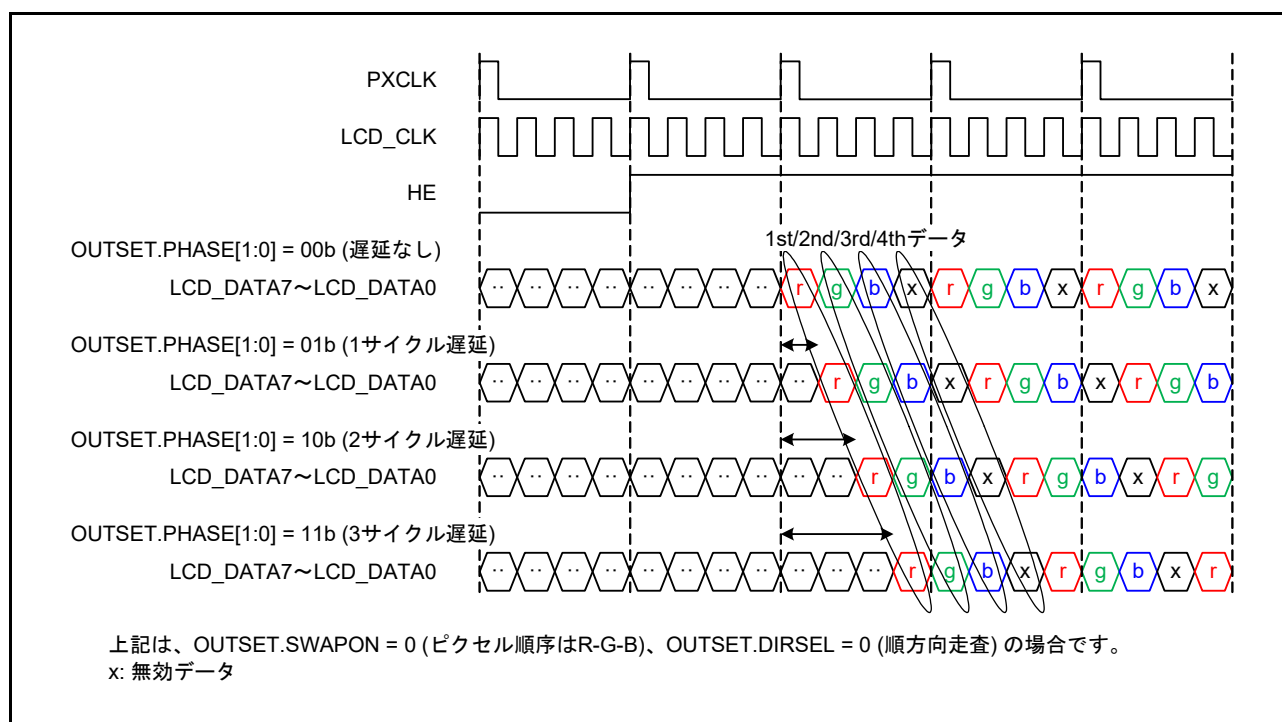 PXCLK
LCD_CLK
HE
1st/2nd/3rd/4thデータ
OUTSET.PHASE[1:0] = 00b (遅延なし)
LCD_DATA7～LCD_DATA0 ·· ·· ·· ·· ·· ·· ·· ·· r g b x r g b x r g b x
OUTSET.PHASE[1:0] = 01b (1サイクル遅延)
LCD_DATA7～LCD_DATA0 ·· ·· ·· ·· ·· ·· ·· ·· ·· r g b x r g b x r g b
OUTSET.PHASE[1:0] = 10b (2サイクル遅延)
LCD_DATA7～LCD_DATA0 ·· ·· ·· ·· ·· ·· ·· ·· ·· ·· r g b x r g b x r g
OUTSET.PHASE[1:0] = 11b (3サイクル遅延)
LCD_DATA7～LCD_DATA0 ·· ·· ·· ·· ·· ·· ·· ·· ·· ·· ·· r g b x r g b x r
上記は、OUTSET.SWAPON = 0 (ピクセル順序はR-G-B)、OUTSET.DIRSEL = 0 (順方向走査) の場合です。
x: 無効データ